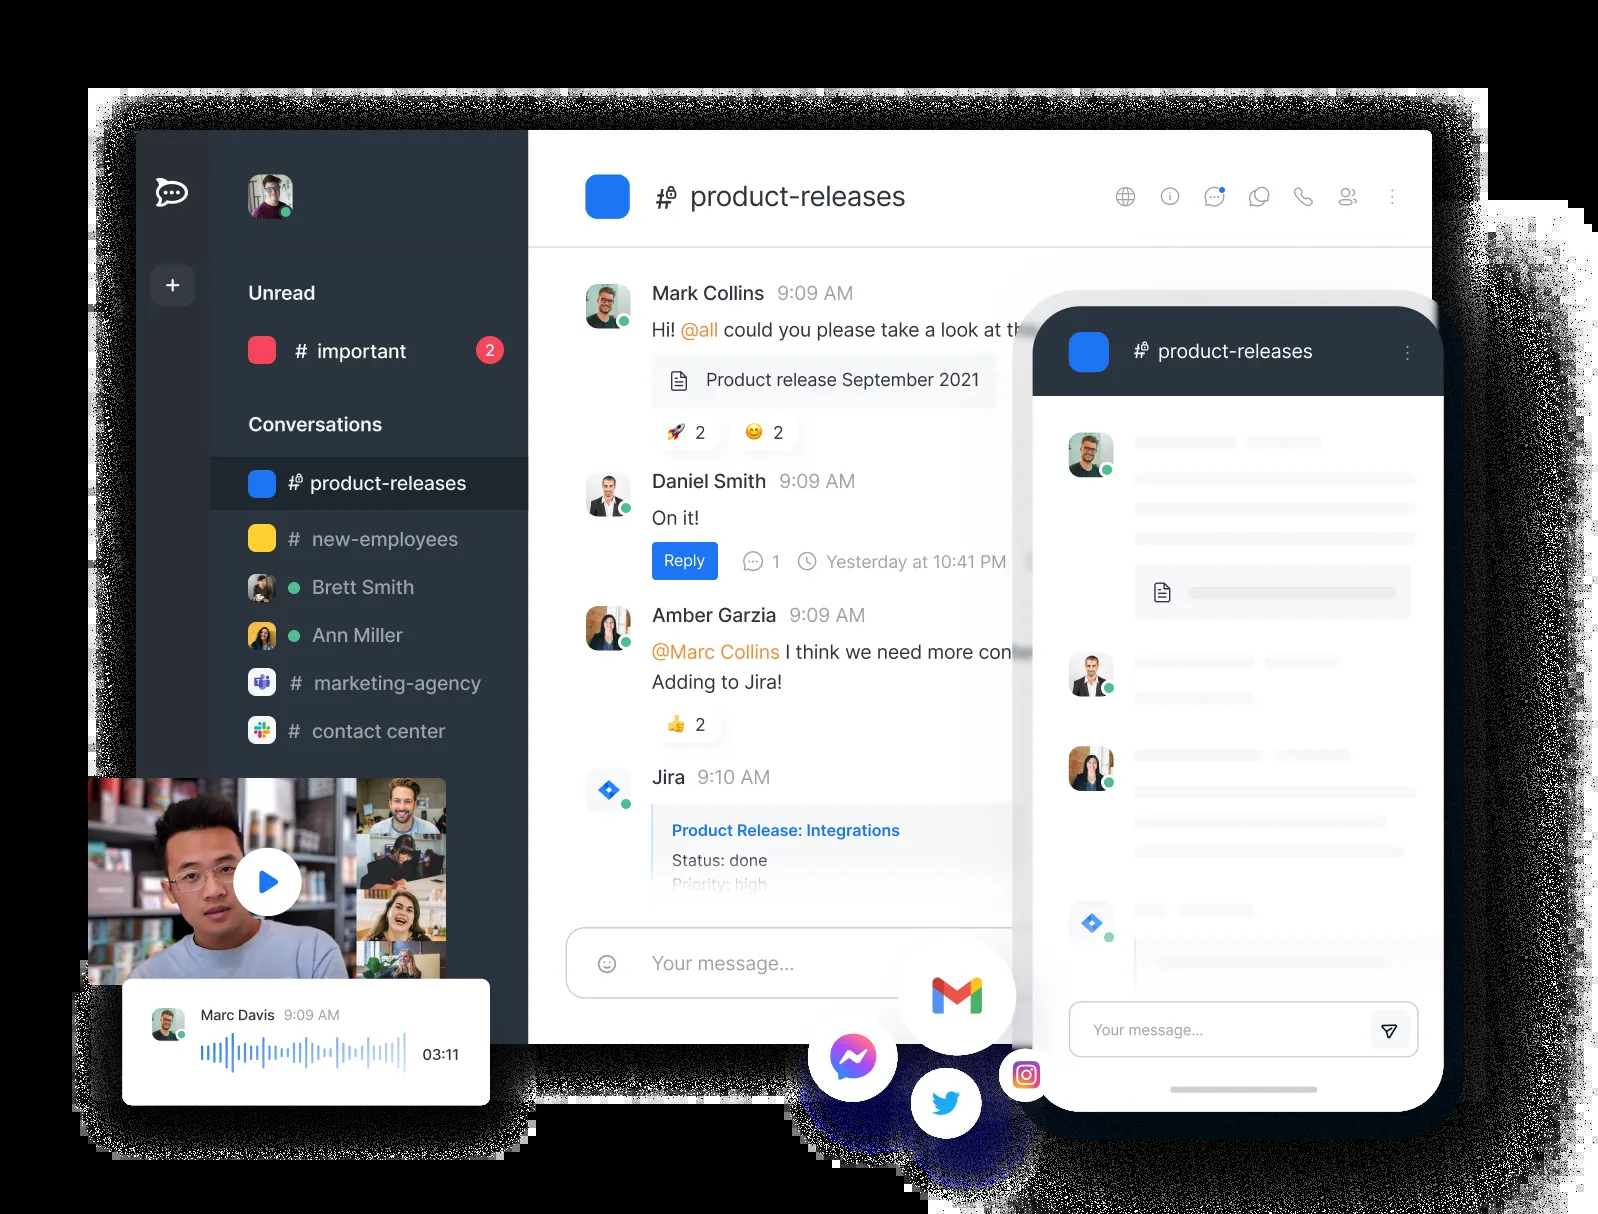 Unread
# important
2
Conversations
# product-releases
# new-employees
Brett Smith
Ann Miller
# marketing-agency
# contact center
# product-releases
Mark Collins 9:09 AM
Hi! @all could you please take a look at
Product release September 2021
2
2
Daniel Smith 9:09 AM
On it!
Reply
1
Yesterday at 10:41 PM
Amber Garzia 9:09 AM
@Marc Collins I think we need more
Adding to Jira!
2
Jira 9:10 AM
Product Release: Integrations
Status: done
Priority: high
Your message...
Marc Davis 9:09 AM
03:11
# product-releases
Your message...